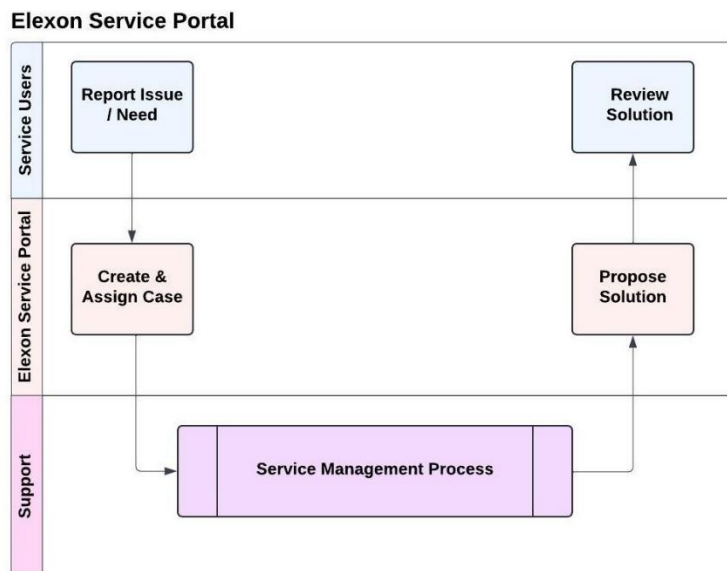 Elexon Service Portal
Service Users
Report Issue
/ Need
Review
Solution
Elexon Service Portal
Create &
Assign Case
Propose
Solution
Support
Service Management Process